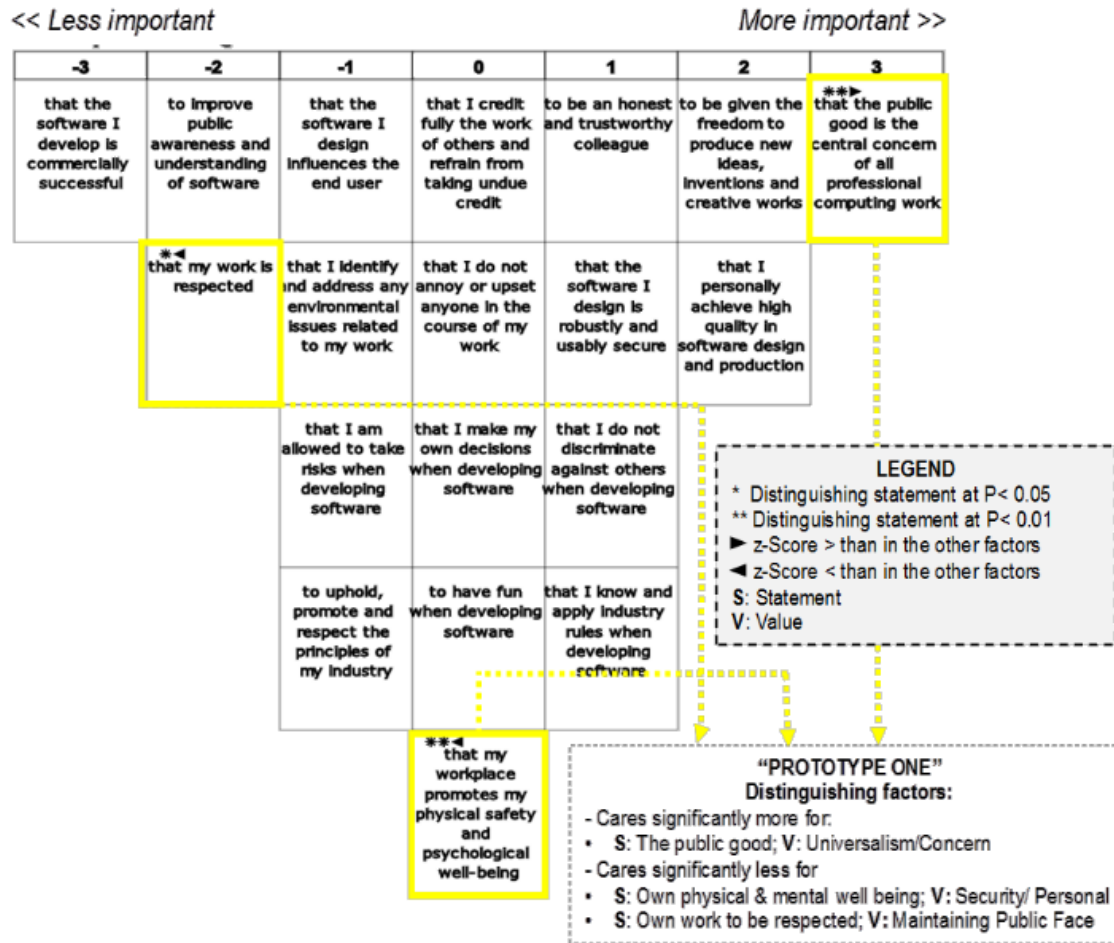 << Less important
More important >>
-3
-2
-1
0
1
2
3
that the
software I
develop is
commercially
successful
to improve
public
awareness and
understanding
of software
that the
software I
design
influences the
end user
that I credit
fully the work
of others and
refrain from
taking undue
credit
to be an honest
and trustworthy
colleague
to be given the
freedom to
produce new
ideas,
inventions and
creative works
**►
that the public
good is the
central concern
of all
professional
computing work
*◄
that my work is
respected
that I identify
and address any
environmental
issues related
to my work
that I do not
annoy or upset
anyone in the
course of my
work
that the
software I
design is
robustly and
usably secure
that I
personally
achieve high
quality in
software design
and production
that I am
allowed to take
risks when
developing
software
that I make my
own decisions
when developing
software
that I do not
discriminate
against others
when developing
software
to uphold,
promote and
respect the
principles of
my industry
to have fun
when developing
software
that I know and
apply industry
rules when
developing
software
**◄
that my
workplace
promotes my
physical safety
and
psychological
well-being
LEGEND
* Distinguishing statement at P< 0.05
** Distinguishing statement at P< 0.01
► z-Score > than in the other factors
◄ z-Score < than in the other factors
S: Statement
V: Value
“PROTOTYPE ONE”
Distinguishing factors:
- Cares significantly more for:
• S: The public good; V: Universalism/Concern
- Cares significantly less for
• S: Own physical & mental well being; V: Security/ Personal
• S: Own work to be respected; V: Maintaining Public Face